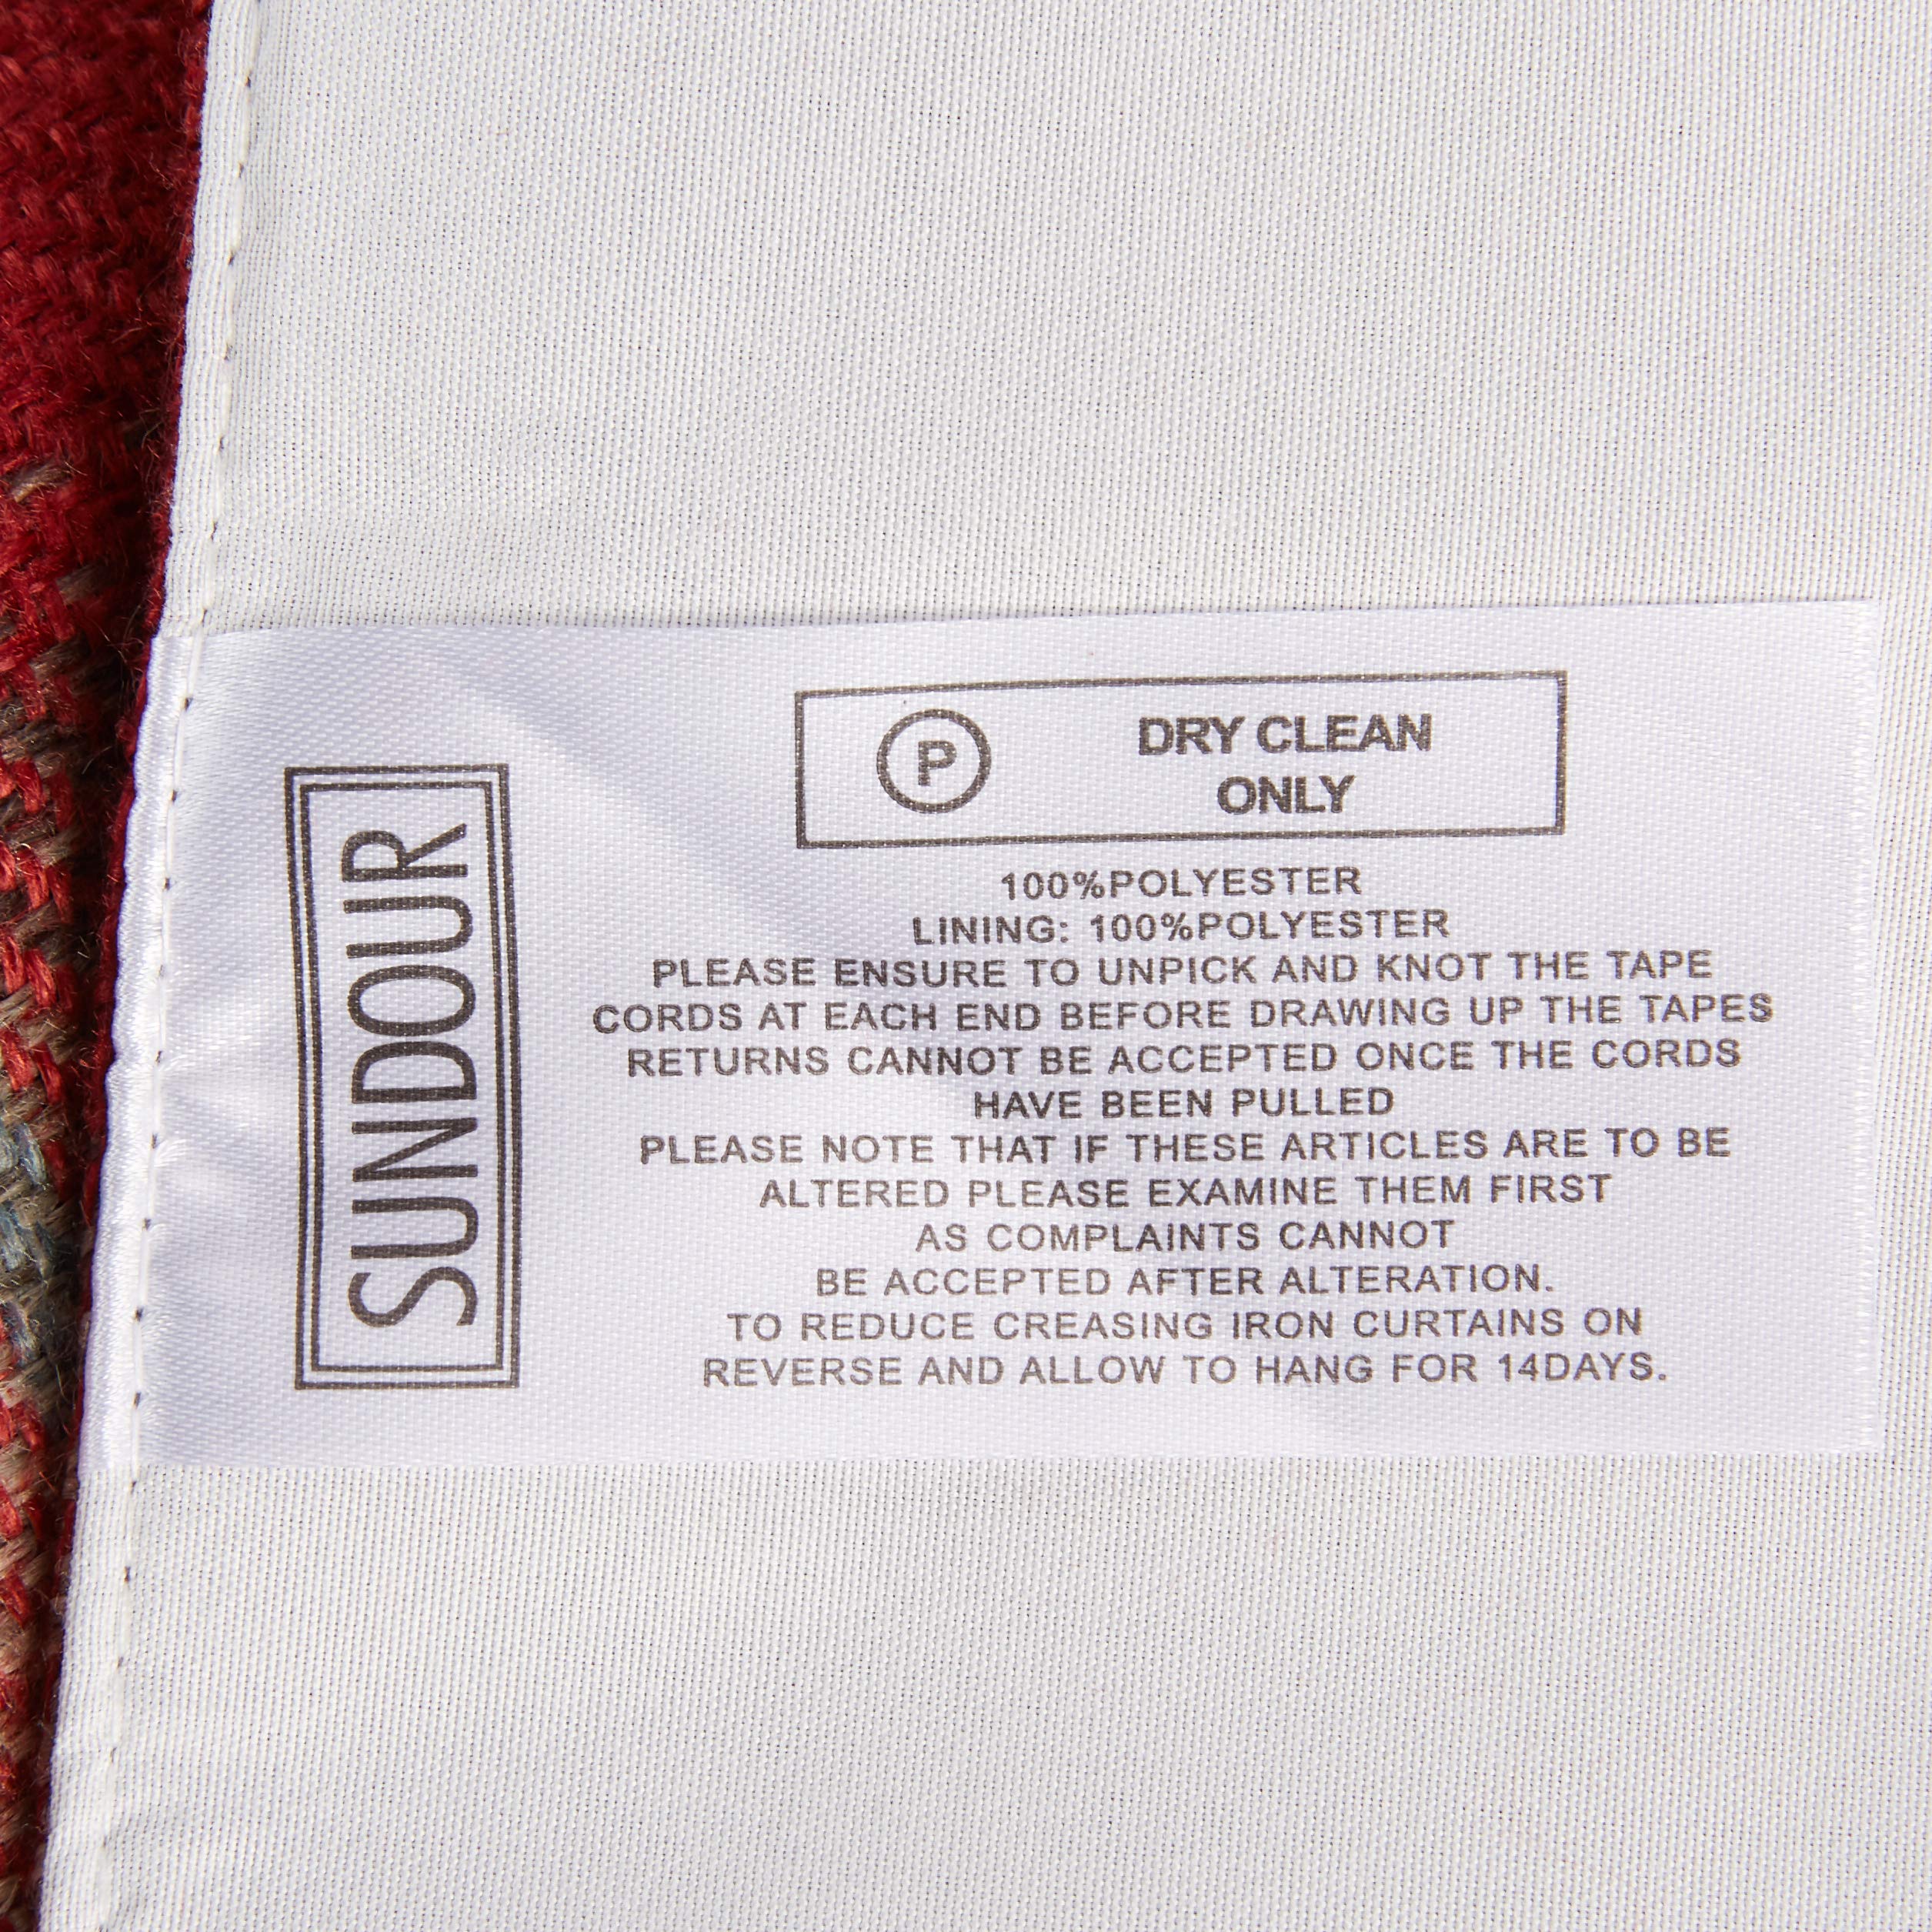 SUNDOUR
P
DRY CLEAN
ONLY
100%POLYESTER
LINING: 100%POLYESTER
PLEASE ENSURE TO UNPICK AND KNOT THE TAPE
CORDS AT EACH END BEFORE DRAWING UP THE TAPES
RETURNS CANNOT BE ACCEPTED ONCE THE CORDS
HAVE BEEN PULLED
PLEASE NOTE THAT IF THESE ARTICLES ARE TO BE
ALTERED PLEASE EXAMINE THEM FIRST
AS COMPLAINTS CANNOT
BE ACCEPTED AFTER ALTERATION.
TO REDUCE CREASING IRON CURTAINS ON
REVERSE AND ALLOW TO HANG FOR 14DAYS.